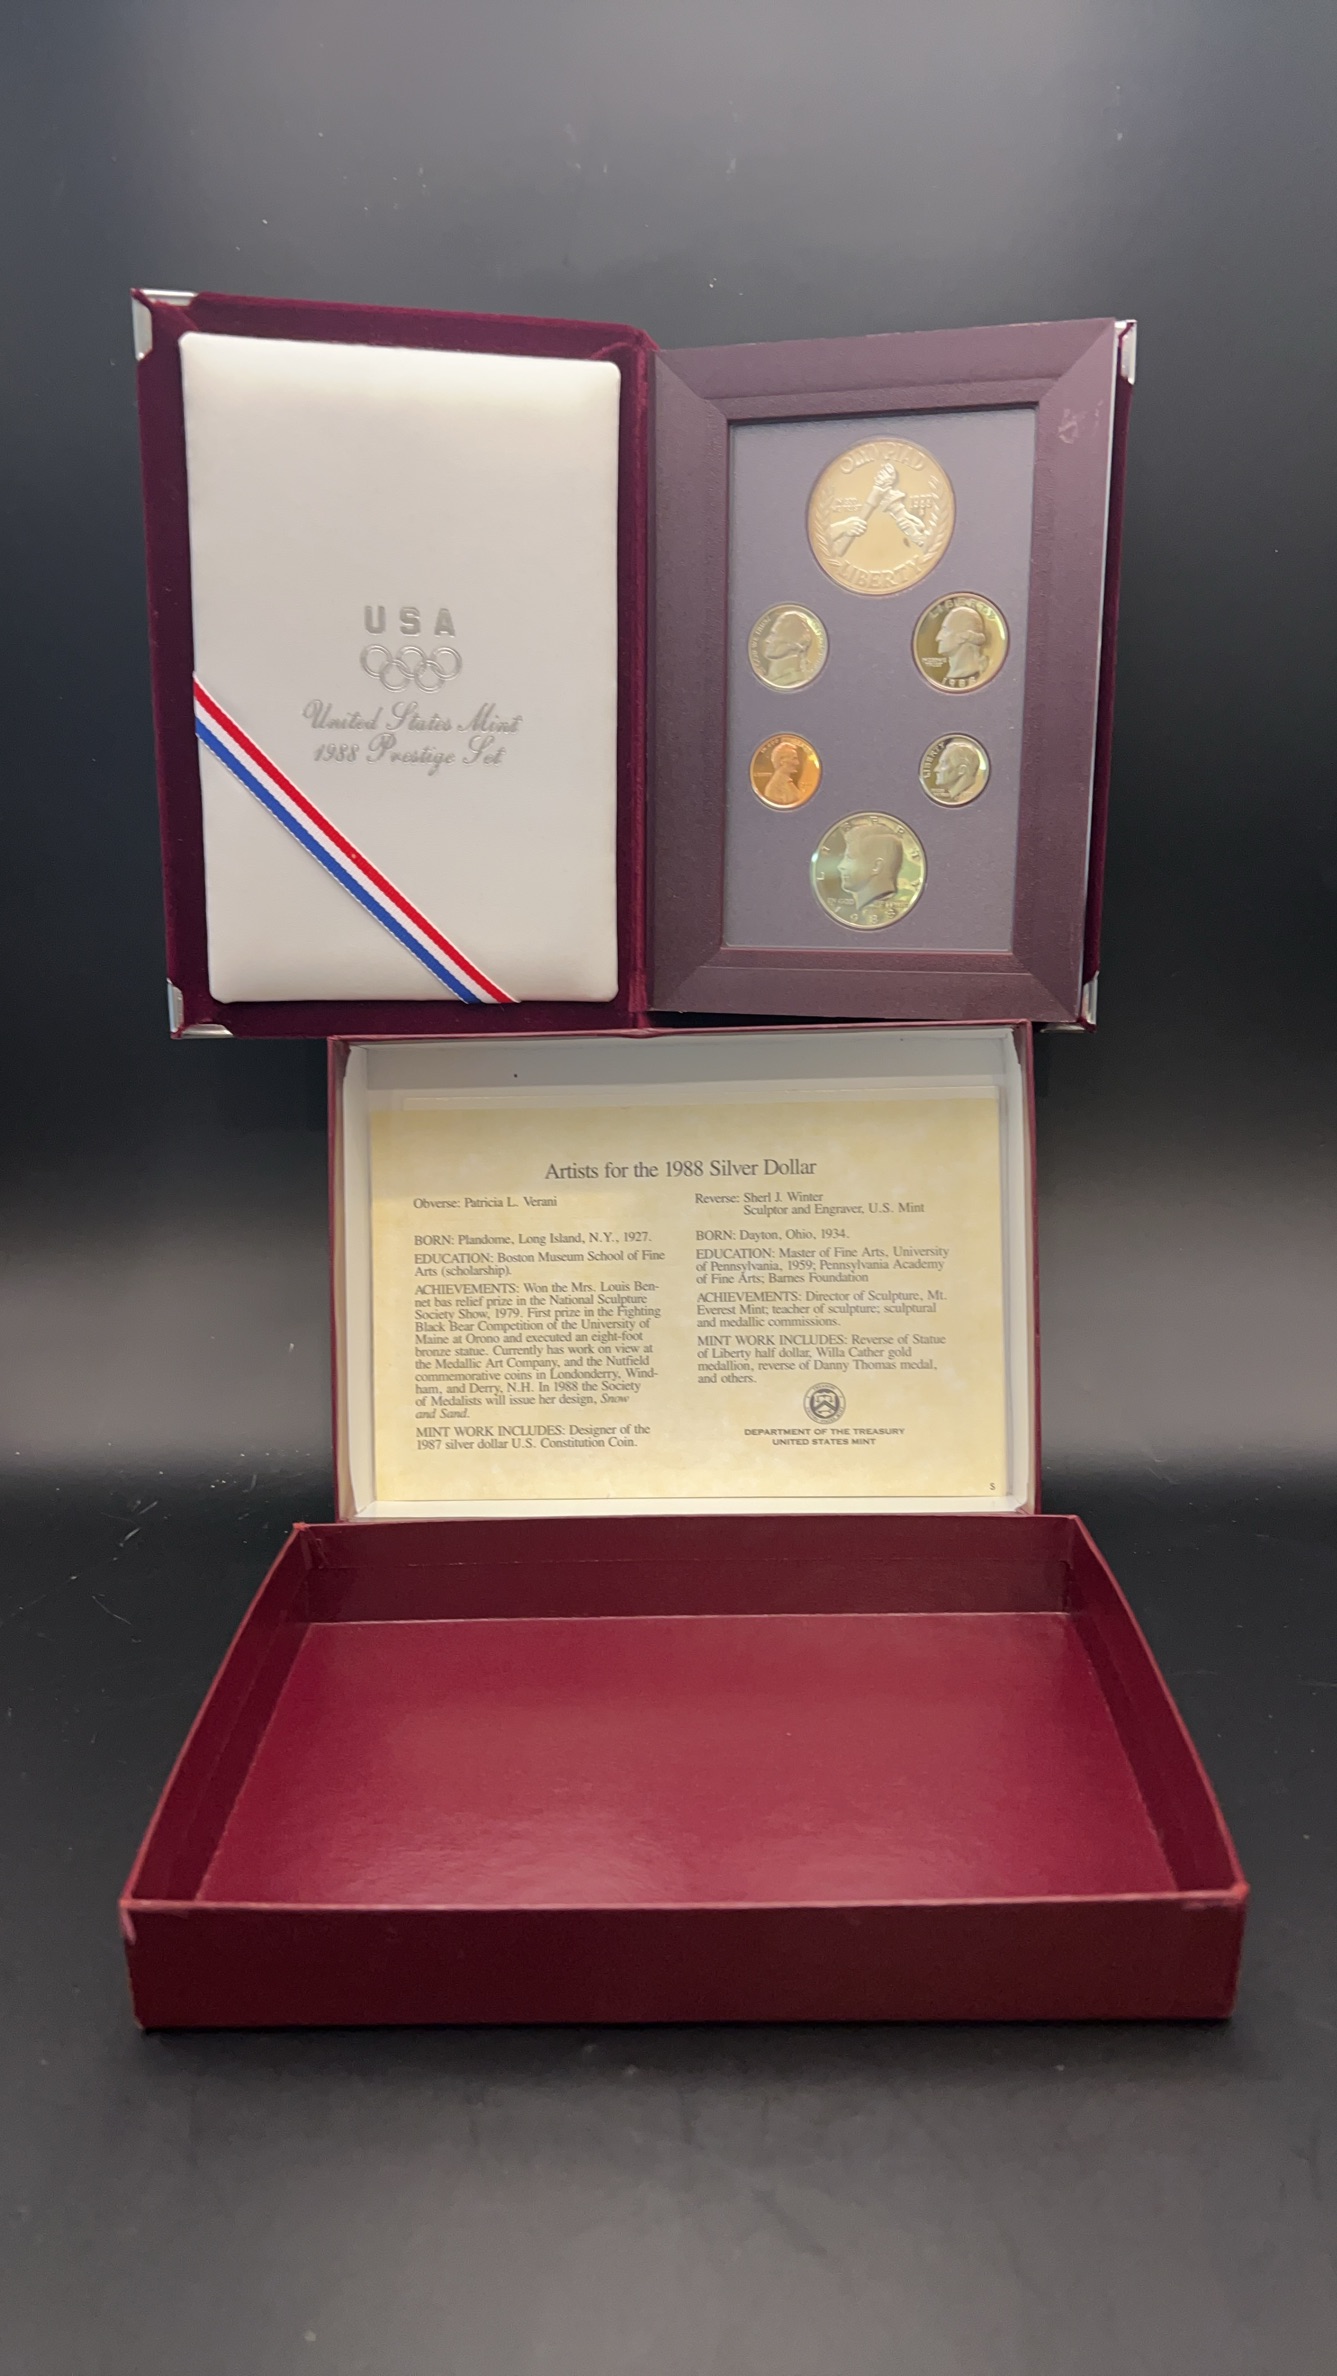 USA
United States Mint
1988 Prestige Set
OLYMPIAD
LIBERTY
LIBERTY
1988
LIBERTY
LIBERTY
1988
Artists for the 1988 Silver Dollar
Obverse: Patricia L. Verani
BORN: Plandome, Long Island, N.Y., 1927.
EDUCATION: Boston Museum School of Fine
Arts (scholarship).
ACHIEVEMENTS: Won the Mrs. Louis Ben-
net bas relief prize in the National Sculpture
Society Show, 1979. First prize in the Fighting
Black Bear Competition of the University of
Maine at Orono and executed an eight-foot
bronze statue. Currently has work on view at
the Medallic Art Company, and the Nutfield
commemorative coins in Londonderry, Wind-
ham, and Derry, N.H. In 1988 the Society
of Medalists will issue her design, Snow
and Sand.
MINT WORK INCLUDES: Designer of the
1987 silver dollar U.S. Constitution Coin.
Reverse: Sherl J. Winter
Sculptor and Engraver, U.S. Mint
BORN: Dayton, Ohio, 1934.
EDUCATION: Master of Fine Arts, University
of Pennsylvania, 1959; Pennsylvania Academy
of Fine Arts; Barnes Foundation
ACHIEVEMENTS: Director of Sculpture, Mt.
Everest Mint; teacher of sculpture; sculptural
and medallic commissions.
MINT WORK INCLUDES: Reverse of Statue
of Liberty half dollar, Willa Cather gold
medallion, reverse of Danny Thomas medal,
and others.
DEPARTMENT OF THE TREASURY
UNITED STATES MINT
S